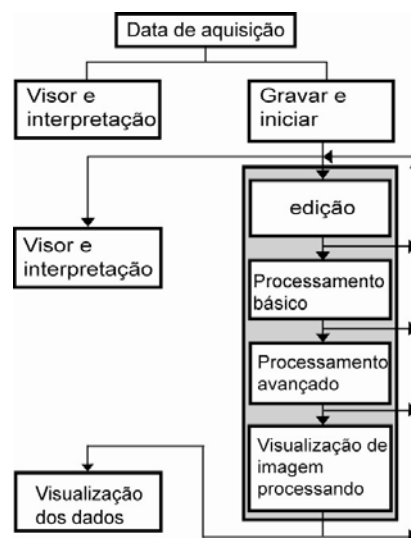 Data de aquisição
Visor e
interpretação
Gravar e
iniciar
edição
Visor e
interpretação
Processamento
básico
Processamento
avançado
Visualização de
imagem
processando
Visualização
dos dados